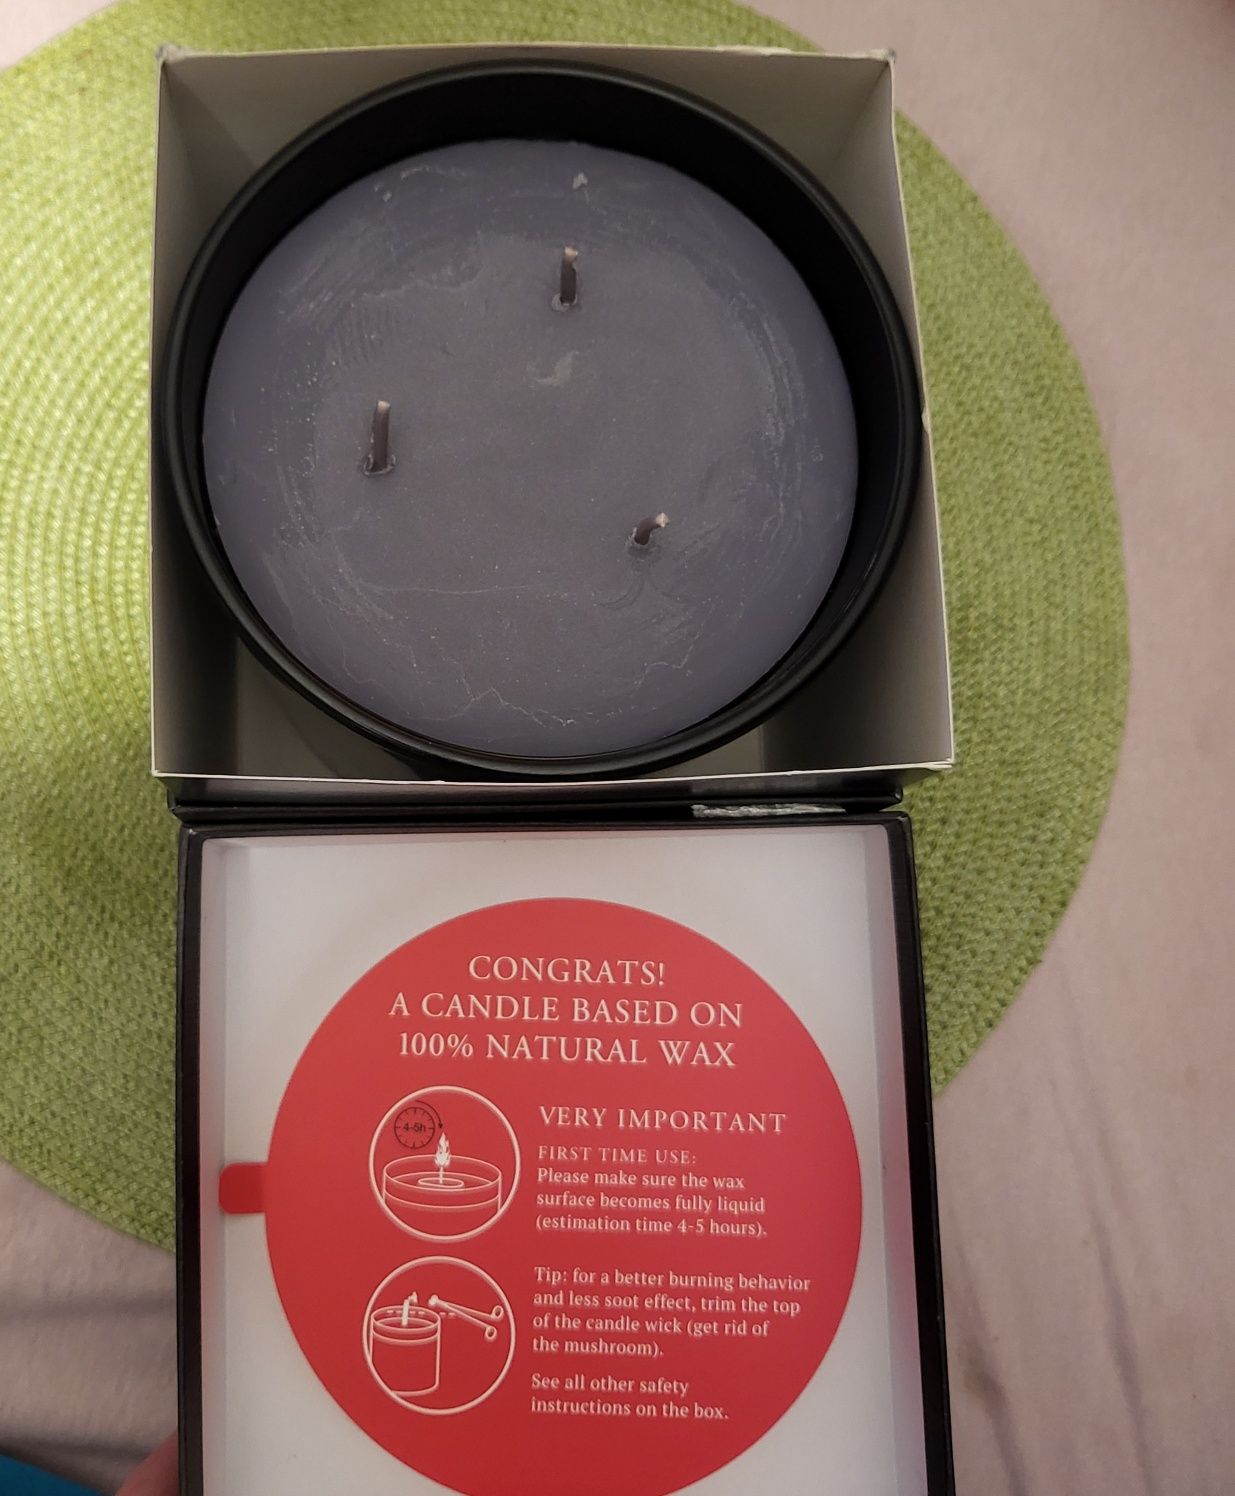 CONGRATS!
A CANDLE BASED ON
100% NATURAL WAX
4-5h
VERY IMPORTANT
FIRST TIME USE:
Please make sure the wax
surface becomes fully liquid
(estimation time 4-5 hours).
Tip: for a better burning behavior
and less soot effect, trim the top
of the candle wick (get rid of
the mushroom).
See all other safety
instructions on the box.